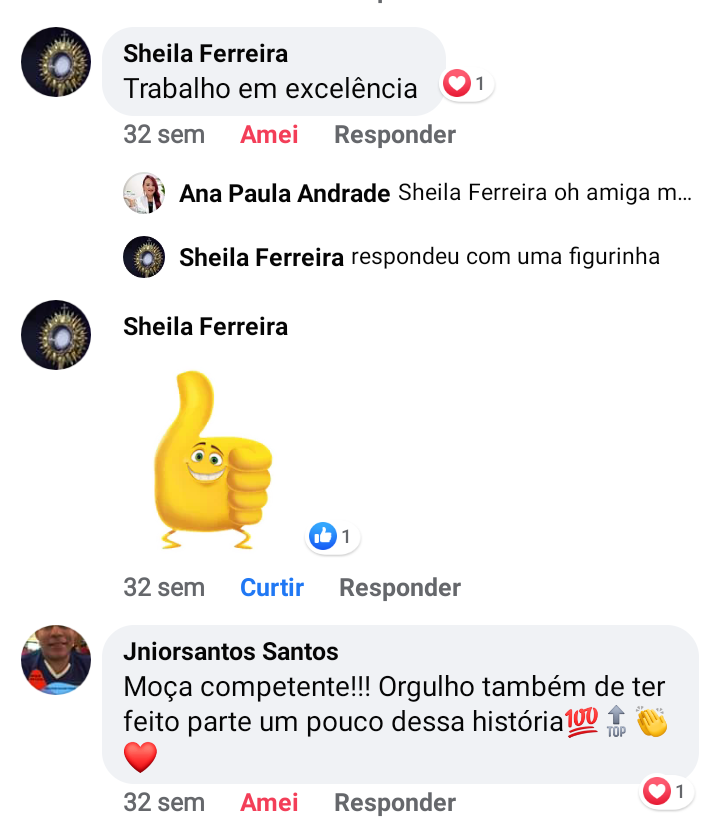 Sheila Ferreira
Trabalho em excelência
1
32 sem Amei Responder
Ana Paula Andrade Sheila Ferreira oh amiga m...
Sheila Ferreira respondeu com uma figurinha
Sheila Ferreira
1
32 sem Curtir Responder
Jniorsantos Santos
Moça competente!!! Orgulho também de ter
feito parte um pouco dessa história💯🔝👏
❤️
1
32 sem Amei Responder